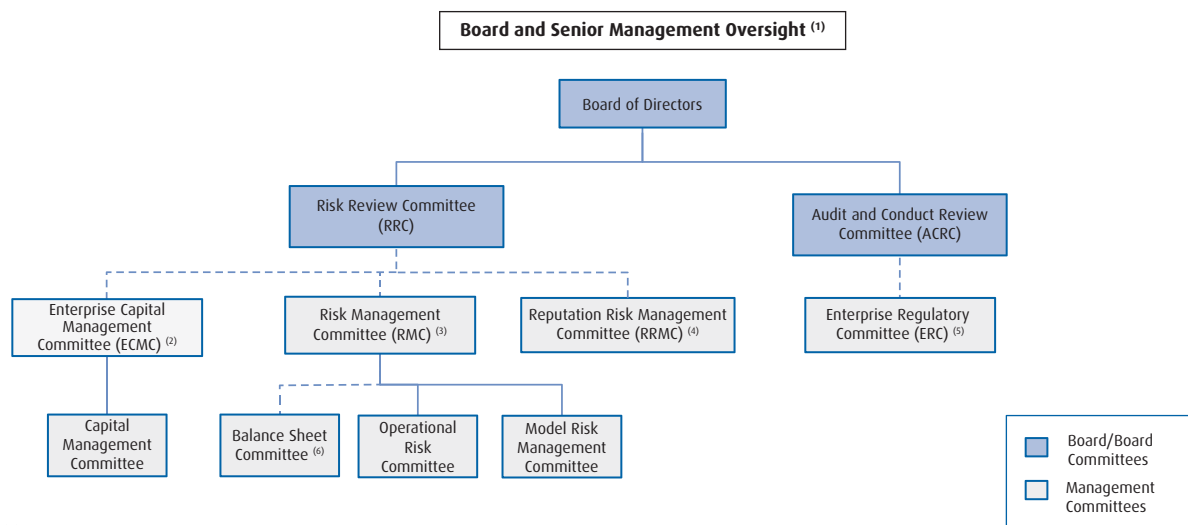 Board and Senior Management Oversight (1)
Board of Directors
Risk Review Committee
(RRC)
Audit and Conduct Review
Committee (ACRC)
Enterprise Capital
Management
Committee (ECMC) (2)
Risk Management
Committee (RMC) (3)
Reputation Risk Management
Committee (RRMC) (4)
Enterprise Regulatory
Committee (ERC) (5)
Capital
Management
Committee
Balance Sheet
Committee (6)
Operational
Risk
Committee
Model Risk
Management
Committee
Board/Board
Committees
Management
Committees